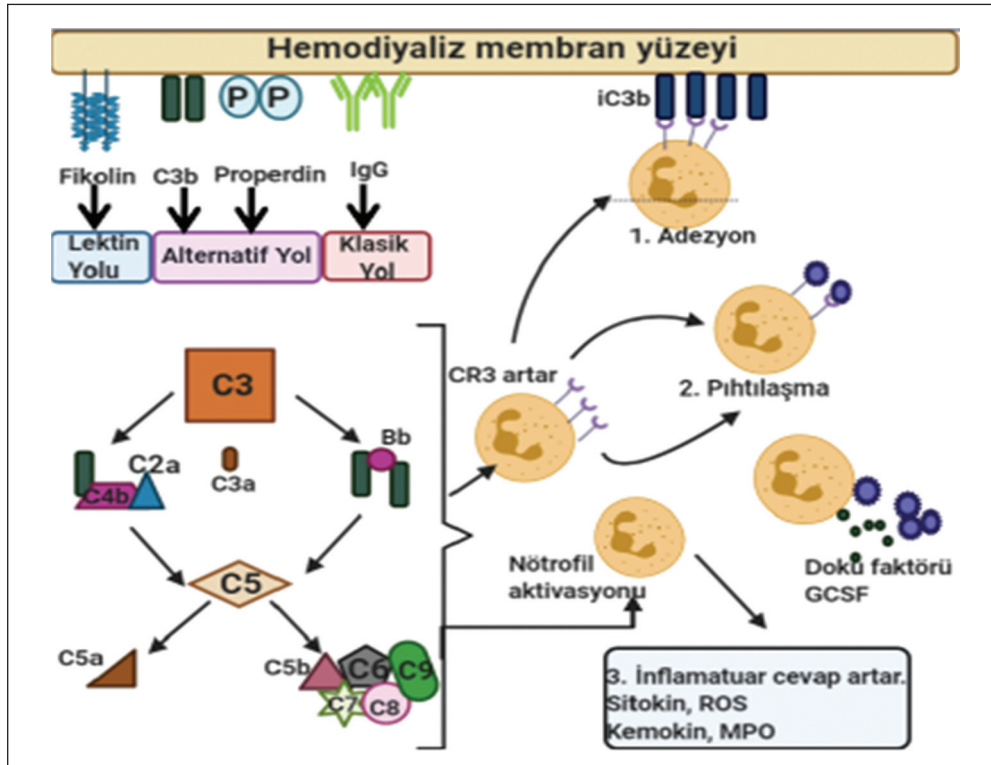 Hemodiyaliz membran yüzeyi
P P
iC3b
Fikolin
C3b
Properdin
IgG
Lektin
Yolu
Alternatif Yol
Klasik
Yol
1. Adezyon
C3
CR3 artar
2. Pıhtılaşma
Bb
C2a
C4b
C3a
C5
Nötrofil
aktivasyonu
Doku faktörü
GCSF
C5a
C5b
C6
C9
C7
C8
3. İnflamatuar cevap artar.
Sitokin, ROS
Kemokin, MPO